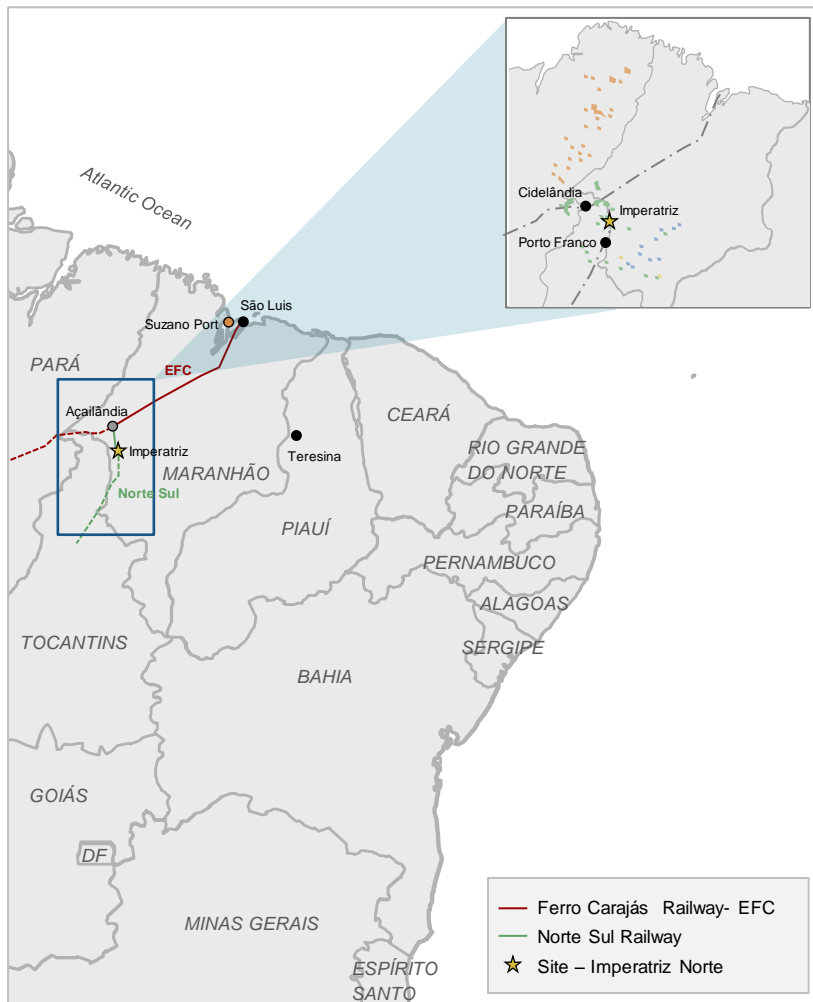 Atlantic Ocean
Cidelândia
Imperatriz
Porto Franco
São Luis
Suzano Port
PARÁ
EFC
Açailândia
CEARÁ
Imperatriz
MARANHÃO
Teresina
RIO GRANDE
DO NORTE
Norte Sul
PARAÍBA
PIAUÍ
PERNAMBUCO
ALAGOAS
TOCANTINS
SERGIPE
BAHIA
GOIÁS
DF
MINAS GERAIS
ESPÍRITO
SANTO
Ferro Carajás Railway- EFC
Norte Sul Railway
Site – Imperatriz Norte